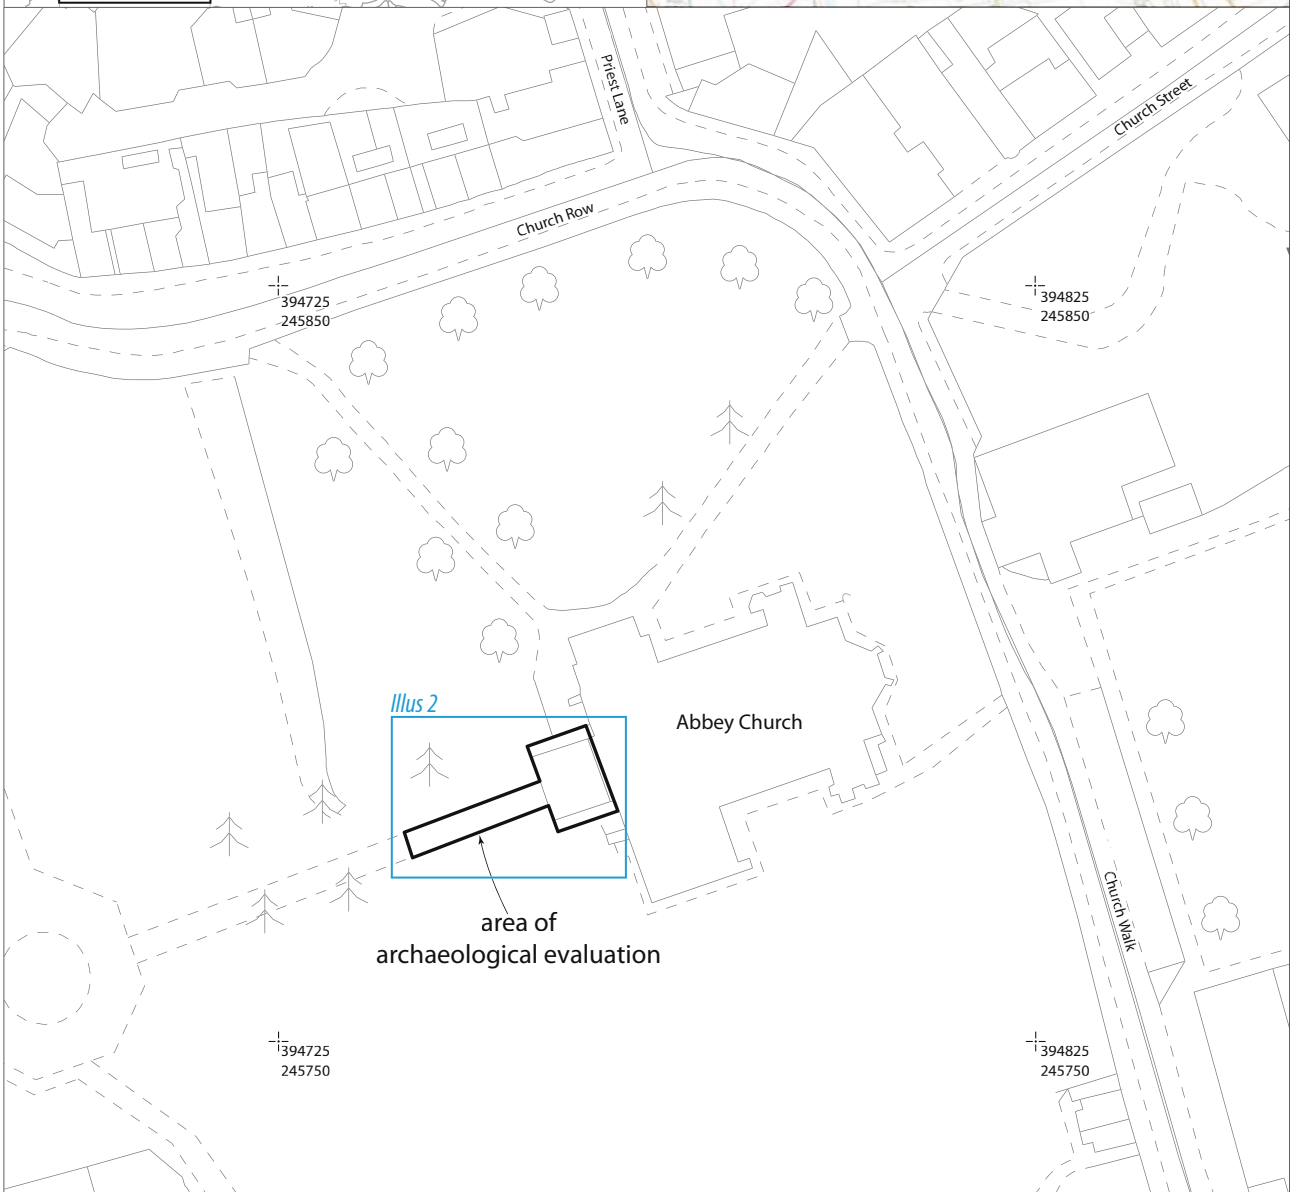 Priest Lane
Church Street
Church Row
394725
245850
394825
245850
Illus 2
Abbey Church
area of
archaeological evaluation
Church Walk
394725
245750
394825
245750